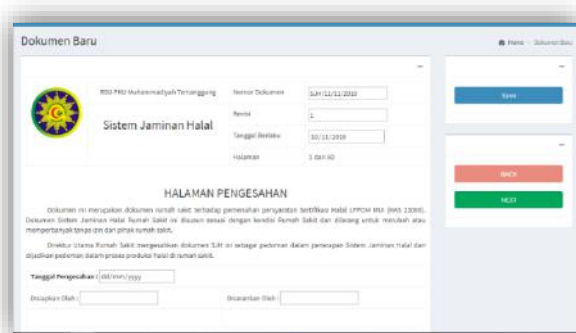 Dokumen Baru
Home - Dokumen Baru
RSU PKU Muhammadiyah Temanggung
Sistem Jaminan Halal
Nomor Dokumen
SJH/11/11/2018
Revisi
1
Tanggal Berlaku
10/11/2018
Halaman
1 dari 50
Save
BACK
NEXT
HALAMAN PENGESAHAN
Dokumen ini merupakan dokumen rumah sakit terhadap pemenuhan persyaratan Sertifikasi Halal LPPOM MUI (HAS 23000).
Dokumen Sistem Jaminan Halal Rumah Sakit ini disusun sesuai dengan kondisi Rumah Sakit dan dilarang untuk merubah atau
memperbanyak tanpa izin dari pihak rumah sakit.
Direktur Utama Rumah Sakit mengesahkan dokumen SJH ini sebagai pedoman dalam penerapan Sistem Jaminan Halal dan
dijadikan pedoman dalam proses produksi halal di rumah sakit.
Tanggal Pengesahan : dd/mm/yyyy
Disiapkan Oleh :
Disarankan Oleh :